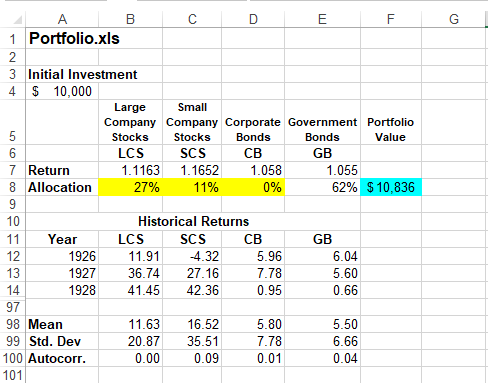 A B C D E F G
1 Portfolio.xls
2
3 Initial Investment
4 $ 10,000
Large Small
Company Company Corporate Government Portfolio
5 Stocks Stocks Bonds Bonds Value
6 LCS SCS CB GB
7 Return 1.1163 1.1652 1.058 1.055
8 Allocation 27% 11% 0% 62% $ 10,836
9
10 Historical Returns
11 Year LCS SCS CB GB
12 1926 11.91 -4.32 5.96 6.04
13 1927 36.74 27.16 7.78 5.60
14 1928 41.45 42.36 0.95 0.66
97
98 Mean 11.63 16.52 5.80 5.50
99 Std. Dev 20.87 35.51 7.78 6.66
100 Autocorr. 0.00 0.09 0.01 0.04
101